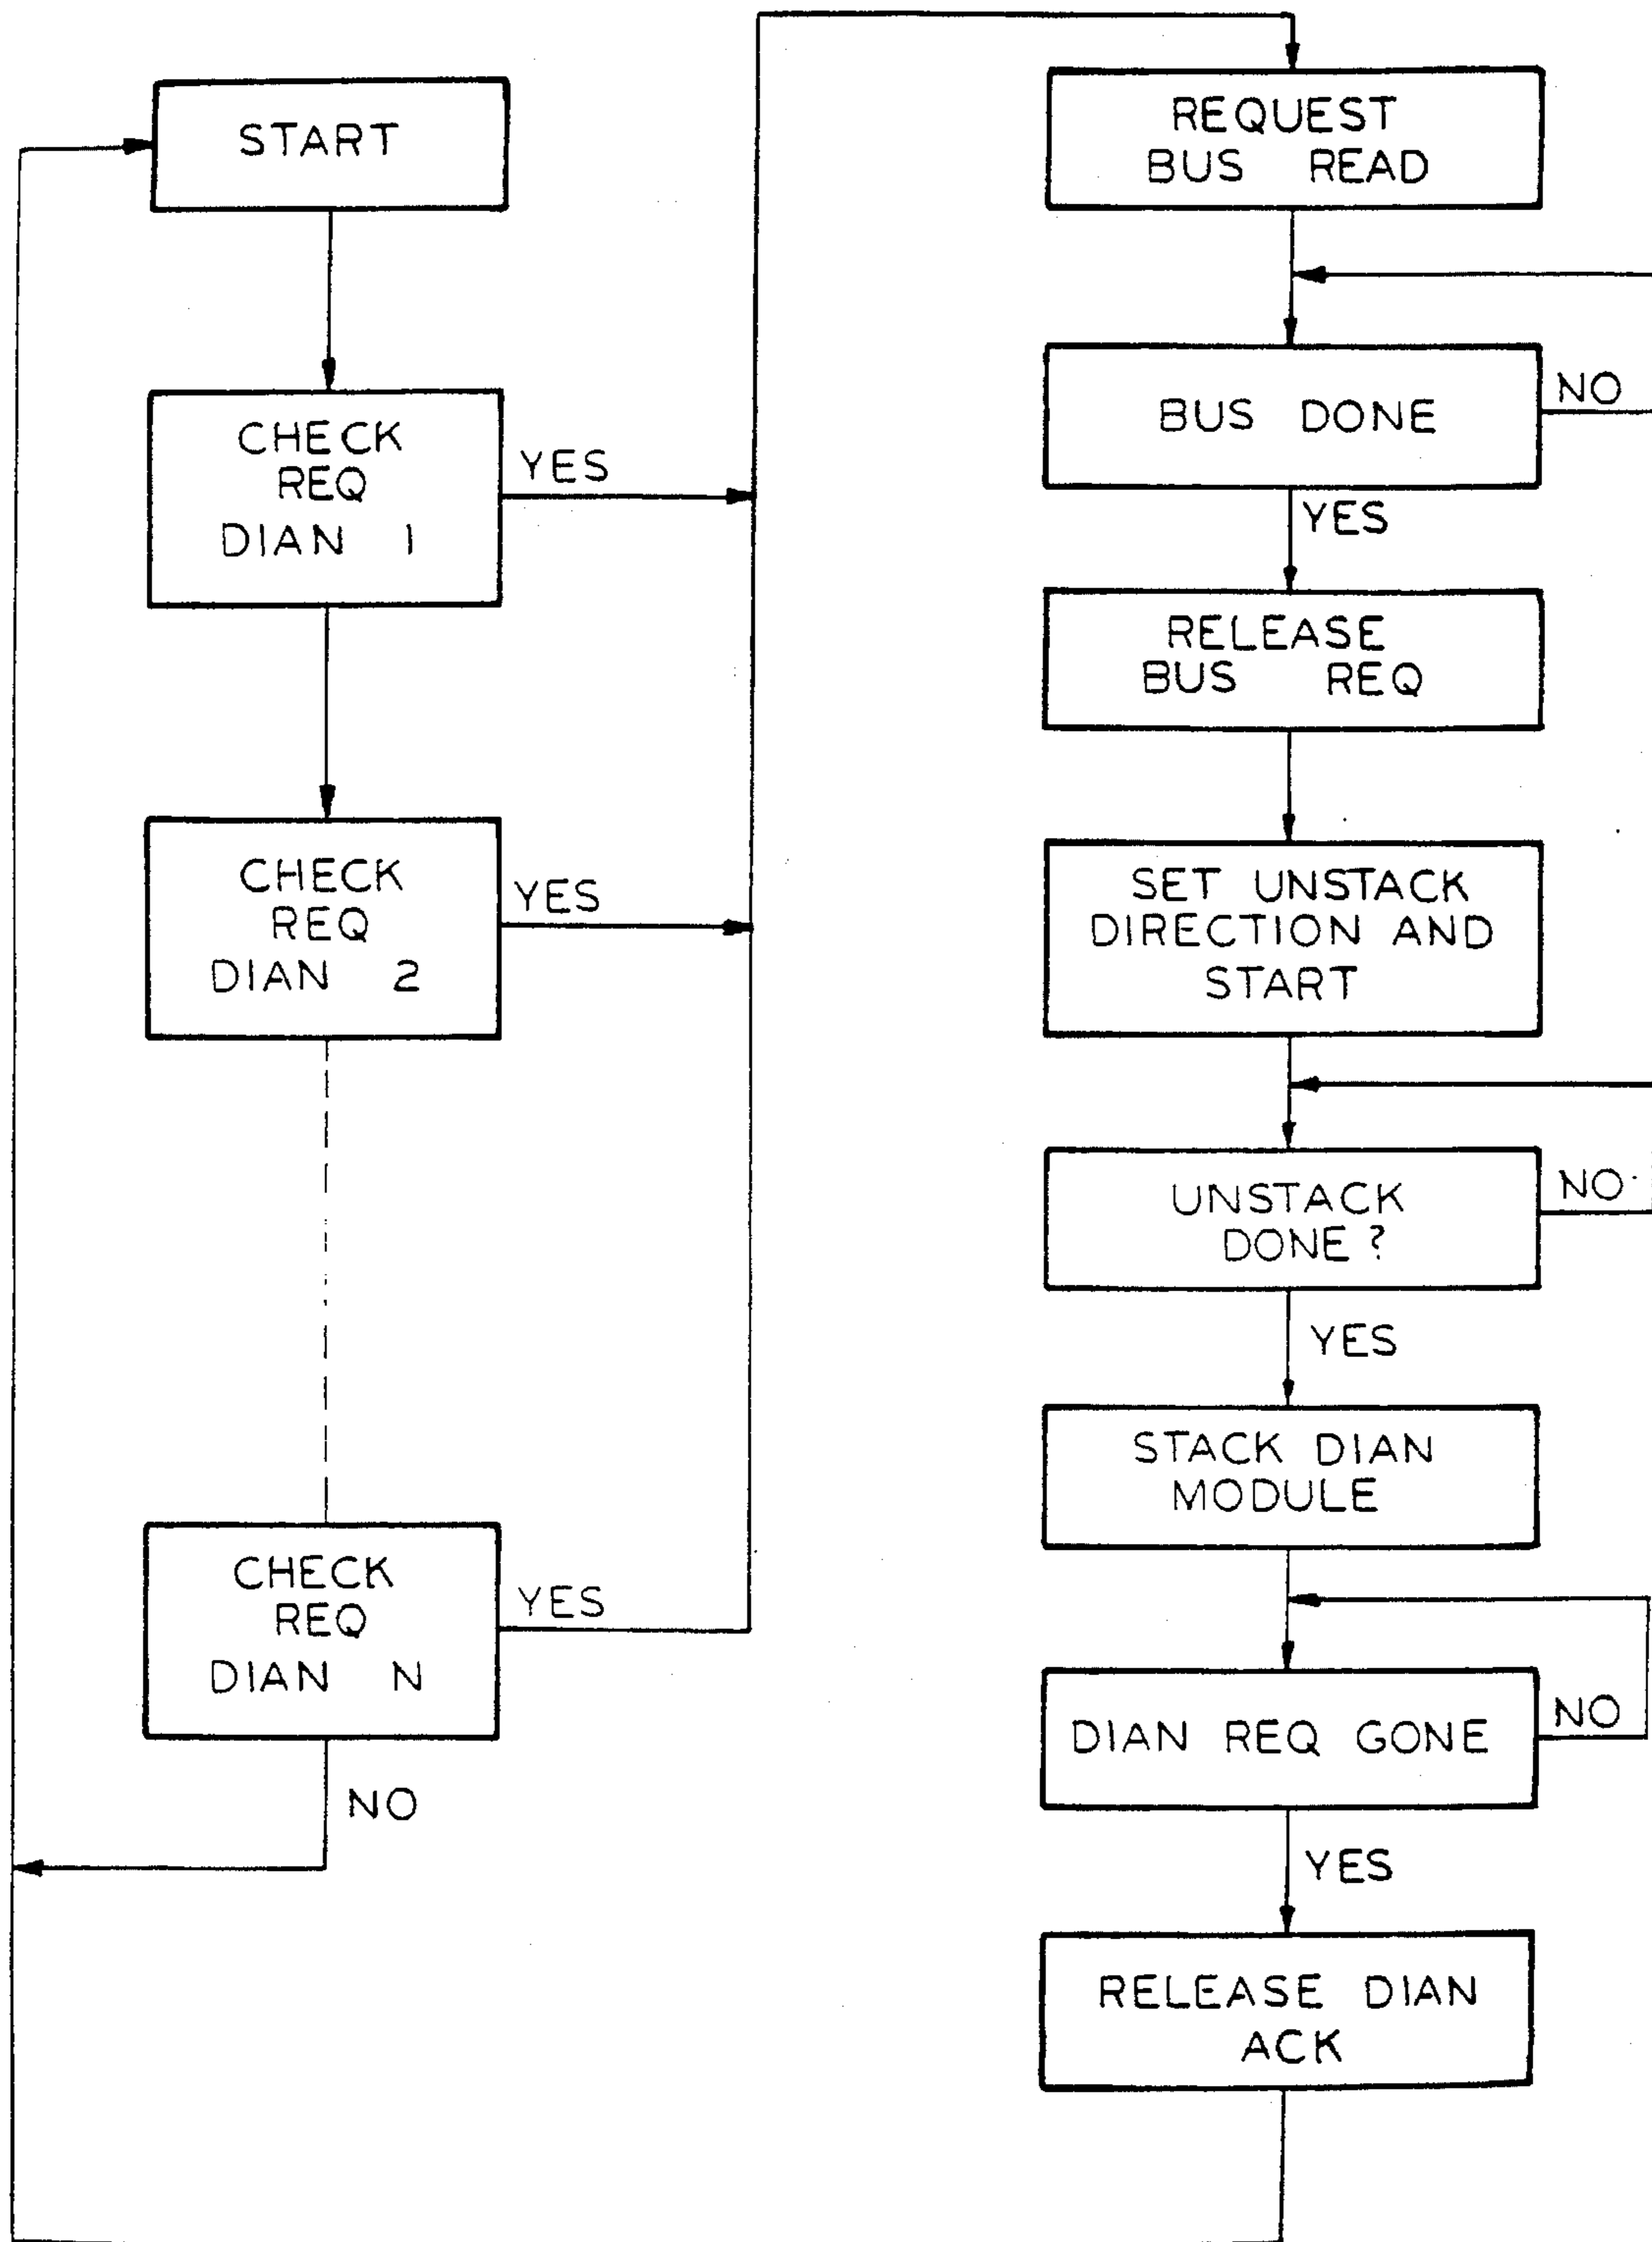 START
CHECK
REQ
DIAN 1
YES
CHECK
REQ
DIAN 2
YES
CHECK
REQ
DIAN N
YES
NO
REQUEST
BUS READ
BUS DONE
NO
YES
RELEASE
BUS REQ
SET UNSTACK
DIRECTION AND
START
UNSTACK
DONE?
NO
YES
STACK DIAN
MODULE
DIAN REQ GONE
NO
YES
RELEASE DIAN
ACK